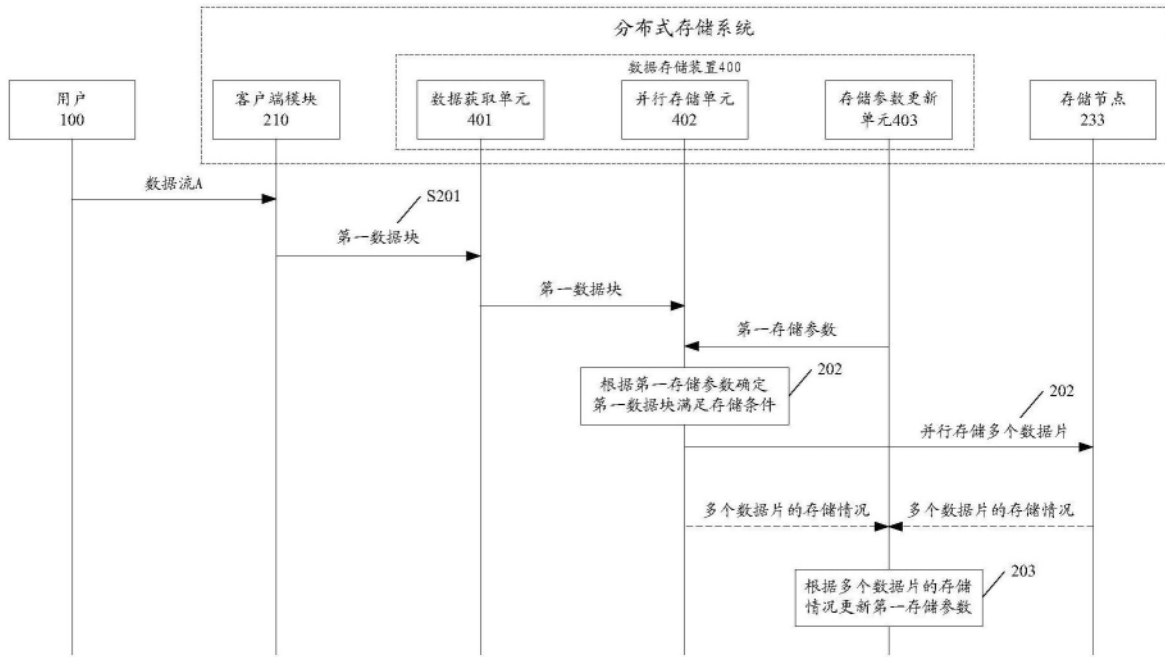 分布式存储系统
数据存储装置400
用户
100
客户端模块
210
数据获取单元
401
并行存储单元
402
存储参数更新
单元403
存储节点
233
数据流A
S201
第一数据块
第一数据块
第一存储参数
202
根据第一存储参数确定
第一数据块满足存储条件
202
并行存储多个数据片
多个数据片的存储情况
多个数据片的存储情况
203
根据多个数据片的存储
情况更新第一存储参数